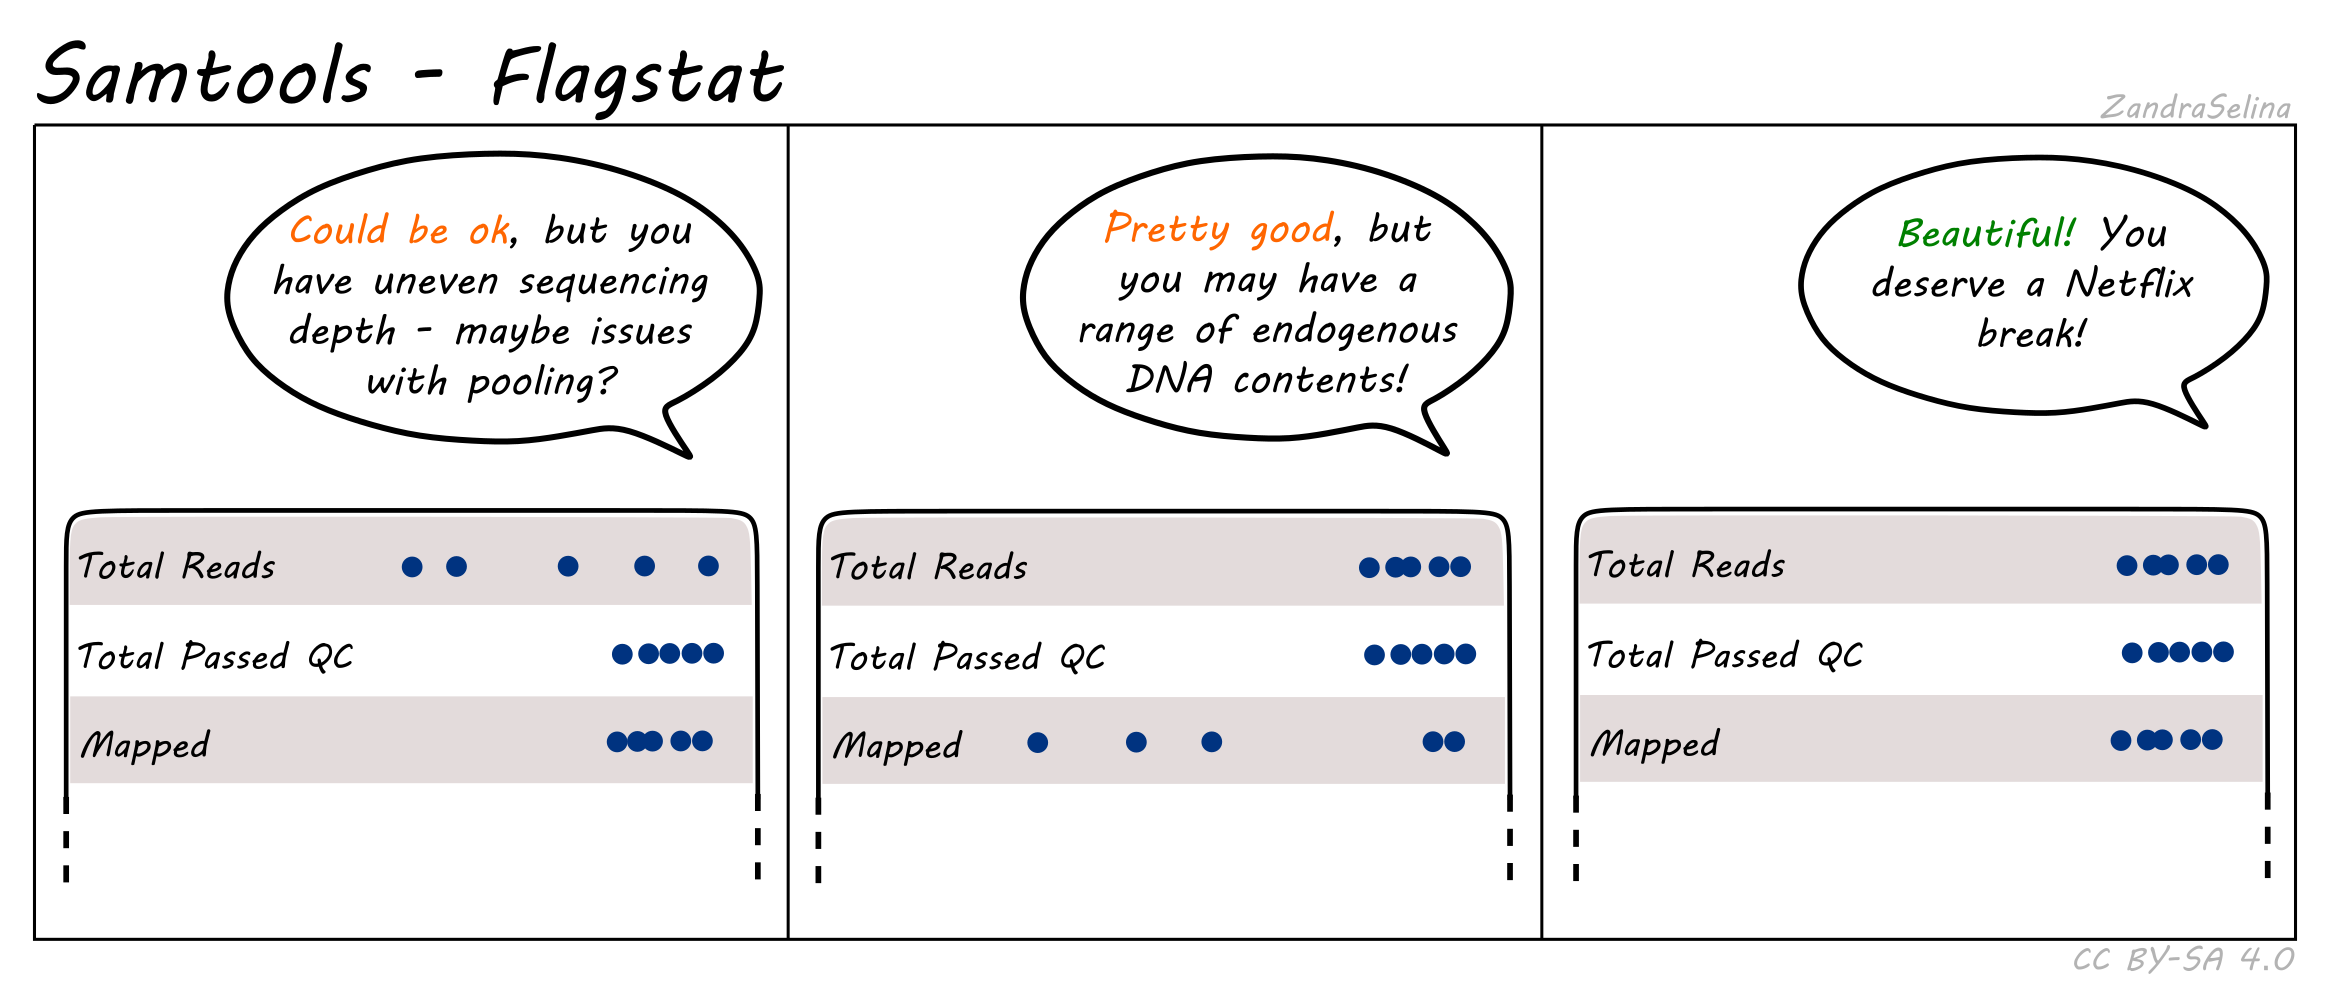 Samtools - Flagstat
ZandraSelina
Could be ok, but you
have uneven sequencing
depth - maybe issues
with pooling?
Total Reads
Total Passed QC
Mapped
Pretty good, but
you may have a
range of endogenous
DNA contents!
Total Reads
Total Passed QC
Mapped
Beautiful! You
deserve a Netflix
break!
Total Reads
Total Passed QC
Mapped
CC BY-SA 4.0